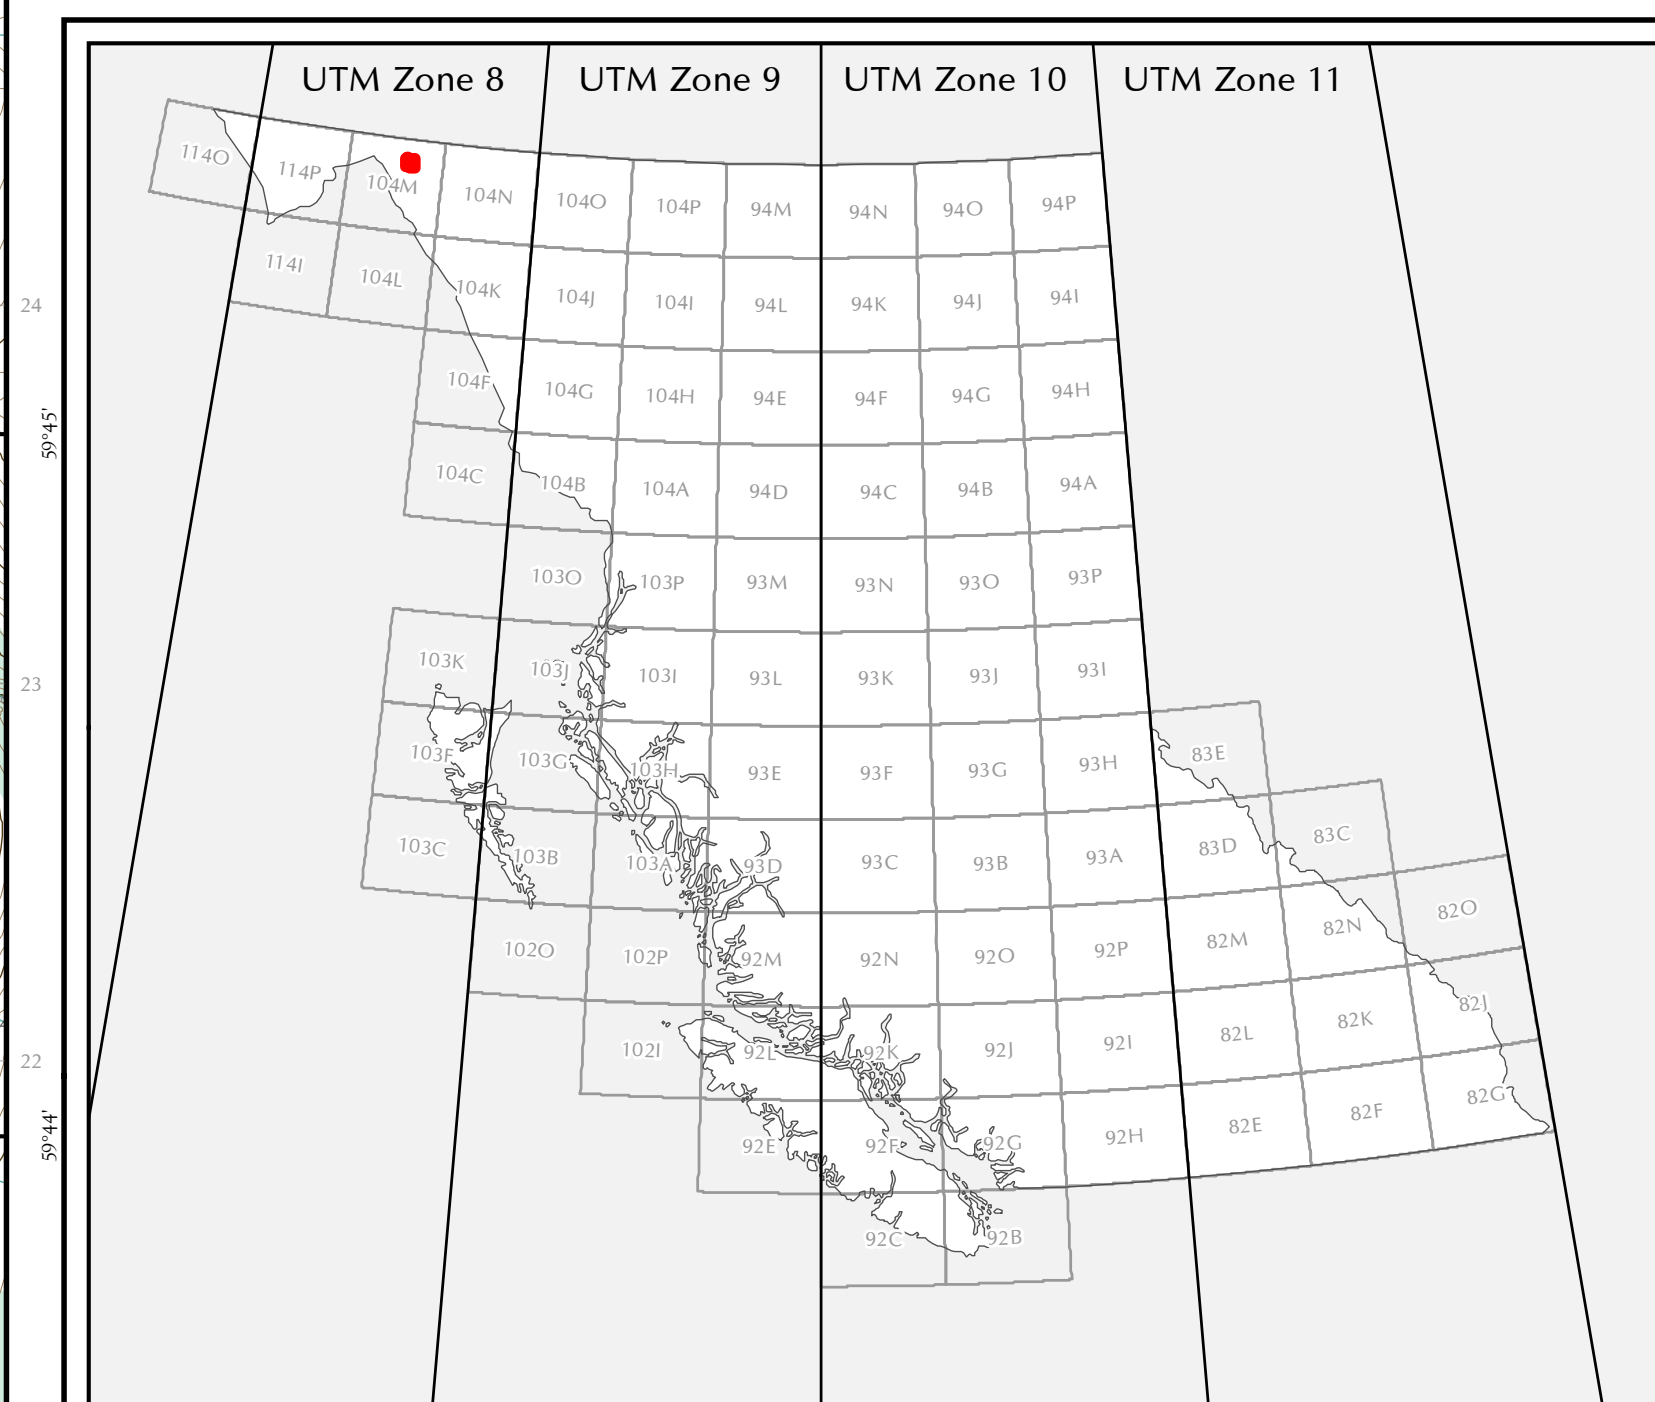 UTM Zone 8 UTM Zone 9 UTM Zone 10 UTM Zone 11
114O 114P 104M 104N 104O 104P 94M 94N 94O 94P
114I 104L 104K 104J 104I 94L 94K 94J 94I
24
104F 104G 104H 94E 94F 94G 94H
59°45'
104C 104B 104A 94D 94C 94B 94A
103O 103P 93M 93N 93O 93P
103K 103J 103I 93L 93K 93J 93I
23
103F 103G 103H 93E 93F 93G 93H 83E
103C 103B 103A 93D 93C 93B 93A 83D 83C
102O 102P 92M 92N 92O 92P 82M 82N 82O
102I 92L 92K 92J 92I 82L 82K 82J
22
59°44'
92E 92F 92G 92H 82E 82F 82G
92C 92B